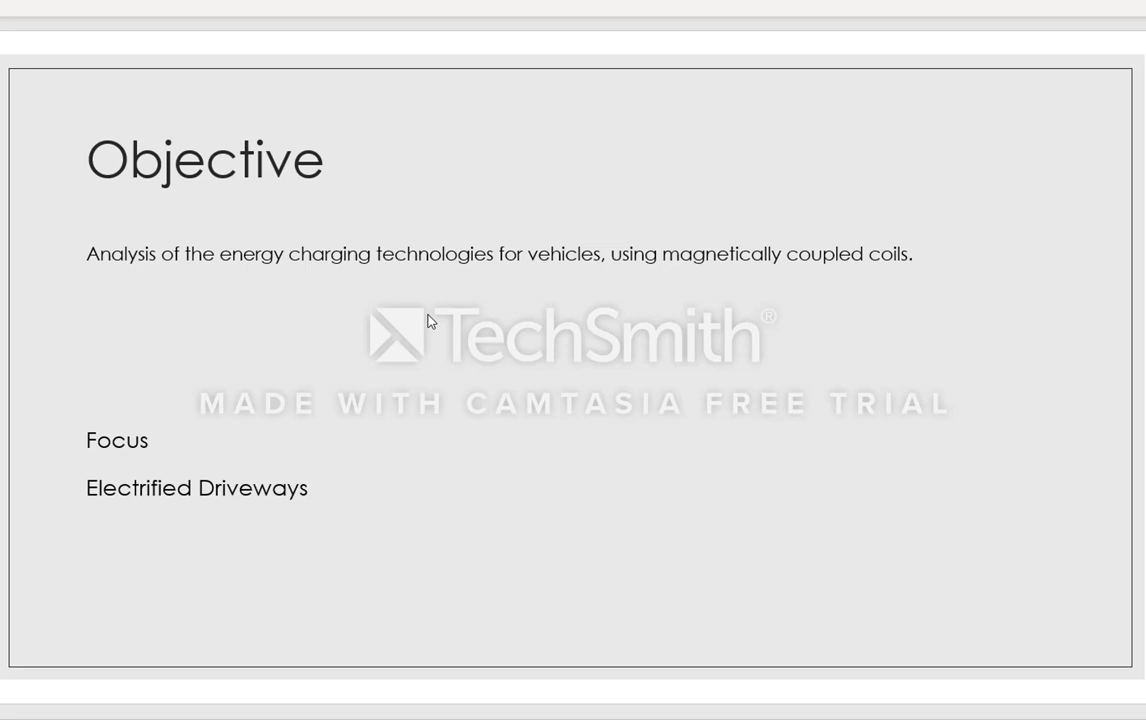 Objective
Analysis of the energy charging technologies for vehicles, using magnetically coupled coils.
TechSmith®
MADE WITH CAMTASIA FREE TRIAL
Focus
Electrified Driveways